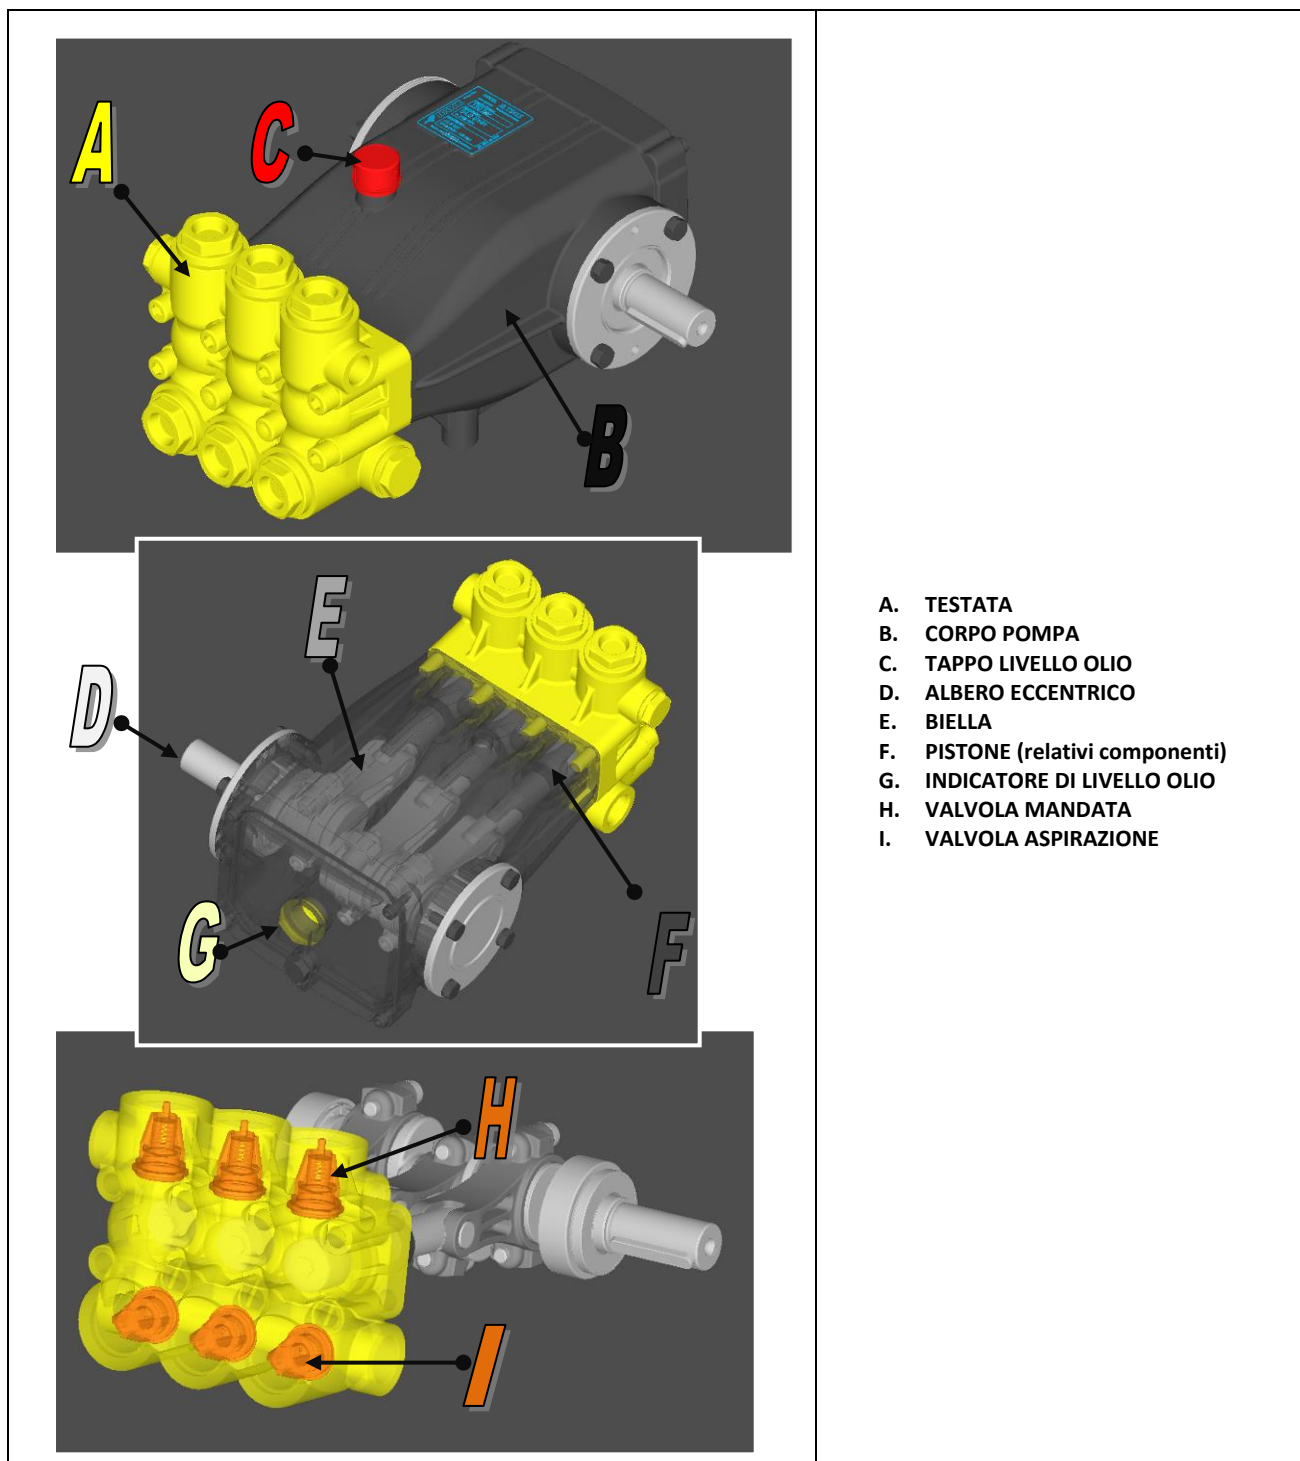 A
C
B
E
D
G
F
H
I
A. TESTATA
B. CORPO POMPA
C. TAPPO LIVELLO OLIO
D. ALBERO ECCENTRICO
E. BIELLA
F. PISTONE (relativi componenti)
G. INDICATORE DI LIVELLO OLIO
H. VALVOLA MANDATA
I. VALVOLA ASPIRAZIONE